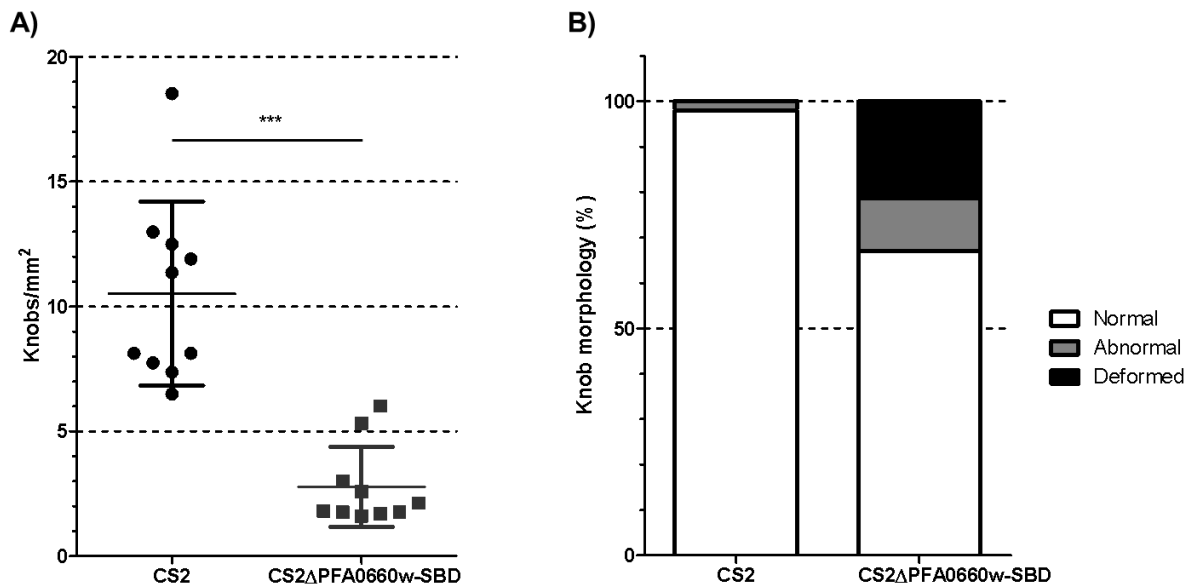 A)
20
15
10
5
0
Knobs/mm²
***
CS2
CS2ΔPFA0660w-SBD
B)
100
50
0
Knob morphology (%)
CS2
CS2ΔPFA0660w-SBD
Normal
Abnormal
Deformed